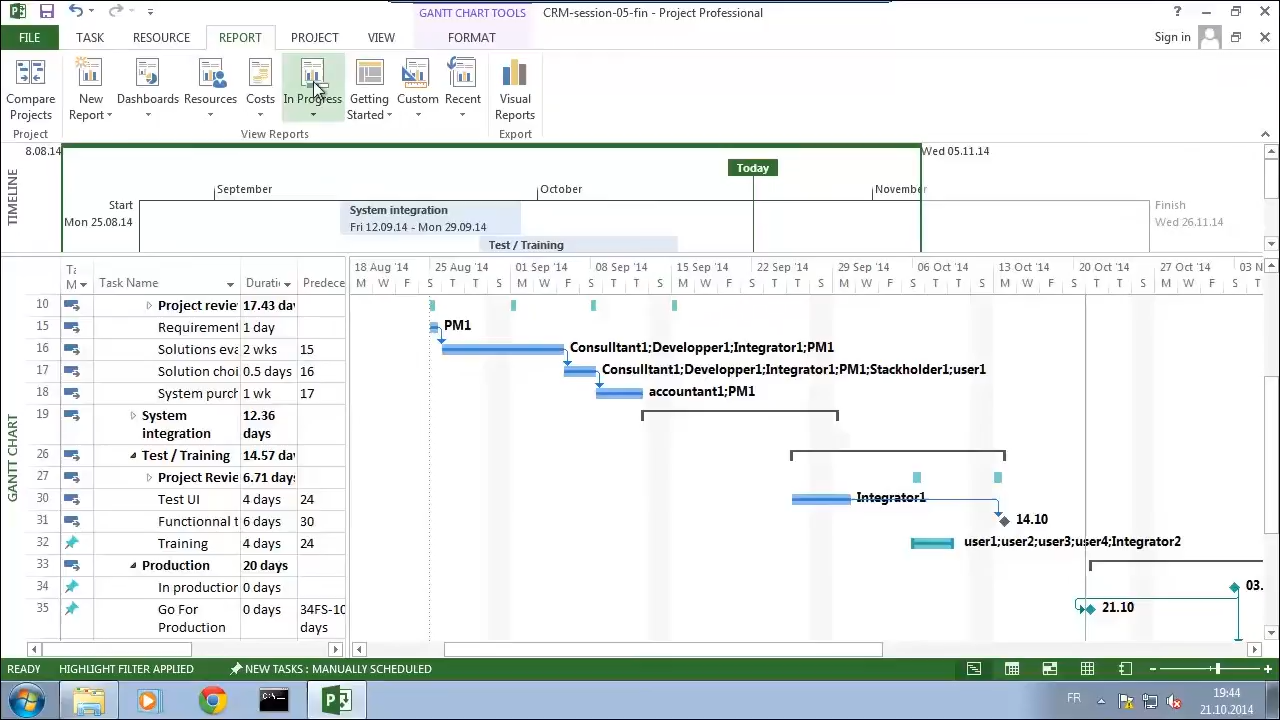 GANTT CHART TOOLS
CRM-session-05-fin - Project Professional
?
FILE
TASK
RESOURCE
REPORT
PROJECT
VIEW
FORMAT
Sign in
Compare
Projects
New
Report
Dashboards
Resources
Costs
In Progress
Getting
Started
Custom
Recent
Visual
Reports
Project
View Reports
Export
TIMELINE
8.08.14
Wed 05.11.14
Today
September
October
November
Start
Mon 25.08.14
System integration
Fri 12.09.14 - Mon 29.09.14
Test / Training
Finish
Wed 26.11.14
GANTT CHART
Ta
M
Task Name
Durati
Predece
18 Aug '14
25 Aug '14
01 Sep '14
08 Sep '14
15 Sep '14
22 Sep '14
29 Sep '14
06 Oct '14
13 Oct '14
20 Oct '14
27 Oct '14
03 N
M W F S T T S M W F S T T S M W F S T T S M W F S T T S M W F S T
10 Project revie 17.43 day
15 Requirement 1 day
PM1
16 Solutions eva 2 wks 15
Consulltant1;Developper1;Integrator1;PM1
17 Solution choi 0.5 days 16
Consulltant1;Developper1;Integrator1;PM1;Stackholder1;user1
18 System purch 1 wk 17
accountant1;PM1
19 System
integration
12.36
days
26 Test / Training 14.57 day
27 Project Revie 6.71 days
30 Test UI 4 days 24
Integrator1
31 Functionnal t 6 days 30
14.10
32 Training 4 days 24
user1;user2;user3;user4;Integrator2
33 Production 20 days
34 In production 0 days
03.
35 Go For
Production
0 days
34FS-10
days
21.10
READY
HIGHLIGHT FILTER APPLIED
NEW TASKS : MANUALLY SCHEDULED
FR
19:44
21.10.2014